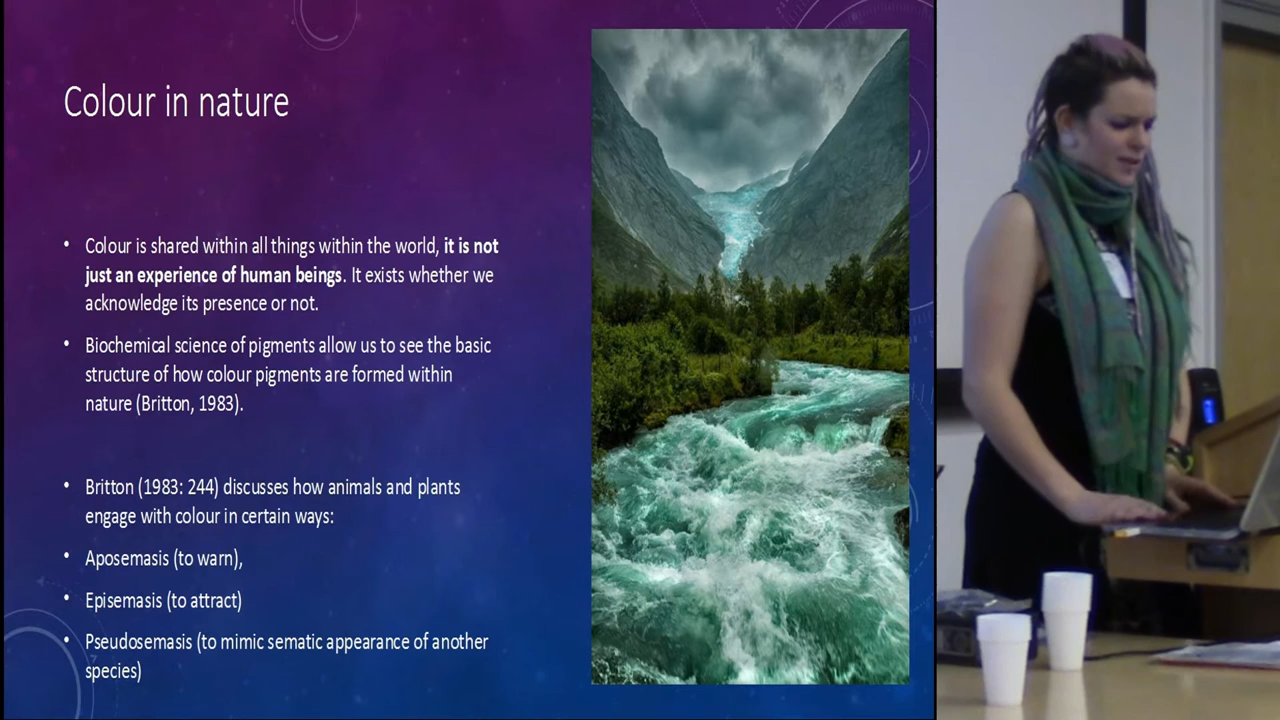 Colour in nature
• Colour is shared within all things within the world, it is not
just an experience of human beings. It exists whether we
acknowledge its presence or not.
• Biochemical science of pigments allow us to see the basic
structure of how colour pigments are formed within
nature (Britton, 1983).
• Britton (1983: 244) discusses how animals and plants
engage with colour in certain ways:
• Aposemasis (to warn),
• Episemasis (to attract)
• Pseudosemasis (to mimic sematic appearance of another
species)